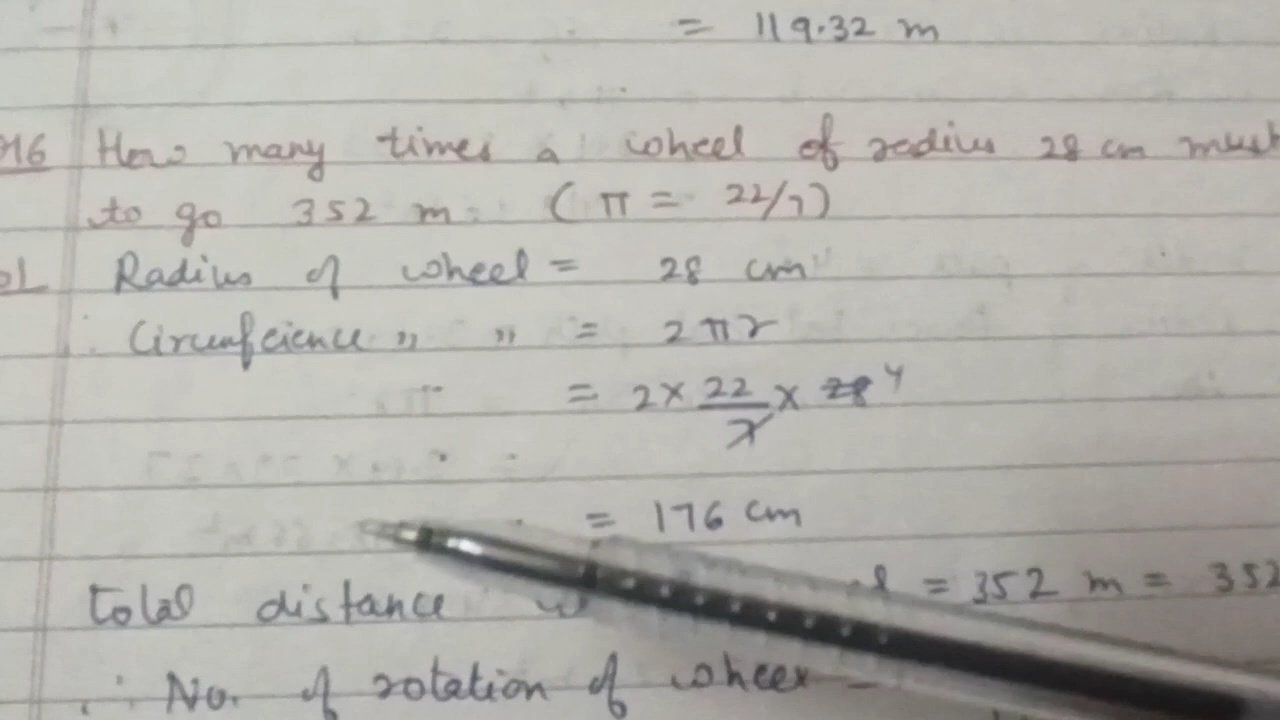 = 119.32 m
16 How many times a wheel of radius 28 cm must
to go 352 m. (π = 22/7)
Radius of wheel = 28 cm
Circumfcience " " = 2πr
= 2 × 22/7 × 28 4
= 176 cm
total distance = 352 m = 352
∴ No. of rotation of wheel